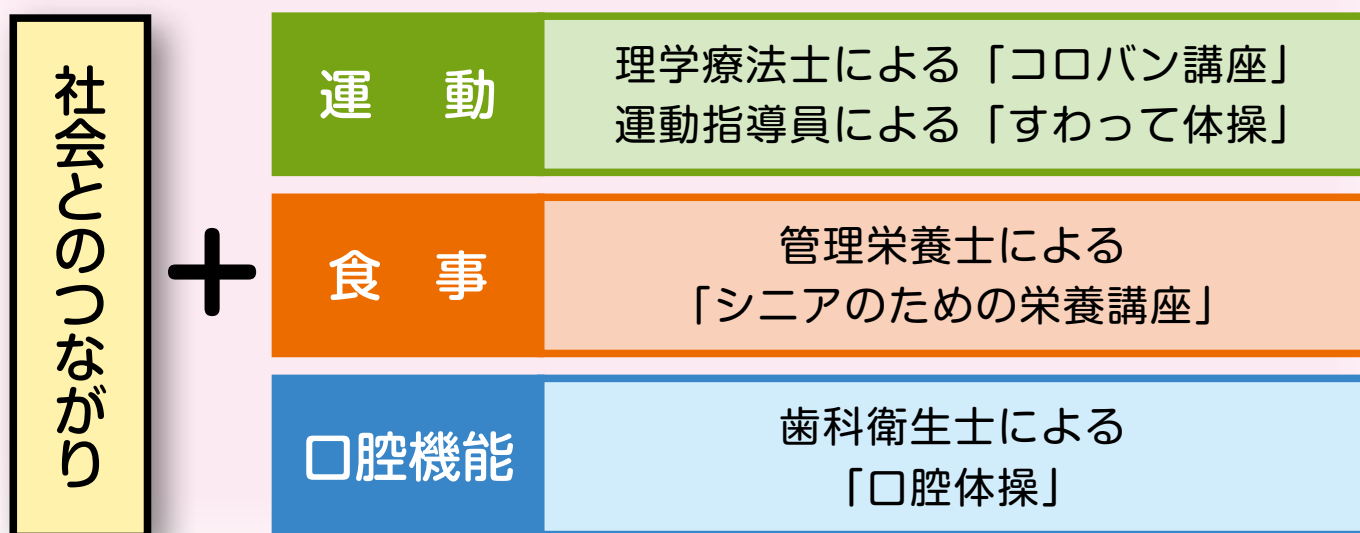 社会とのつながり
＋
運　動
理学療法士による「コロバン講座」
運動指導員による「すわって体操」
食　事
管理栄養士による
「シニアのための栄養講座」
口腔機能
歯科衛生士による
「口腔体操」